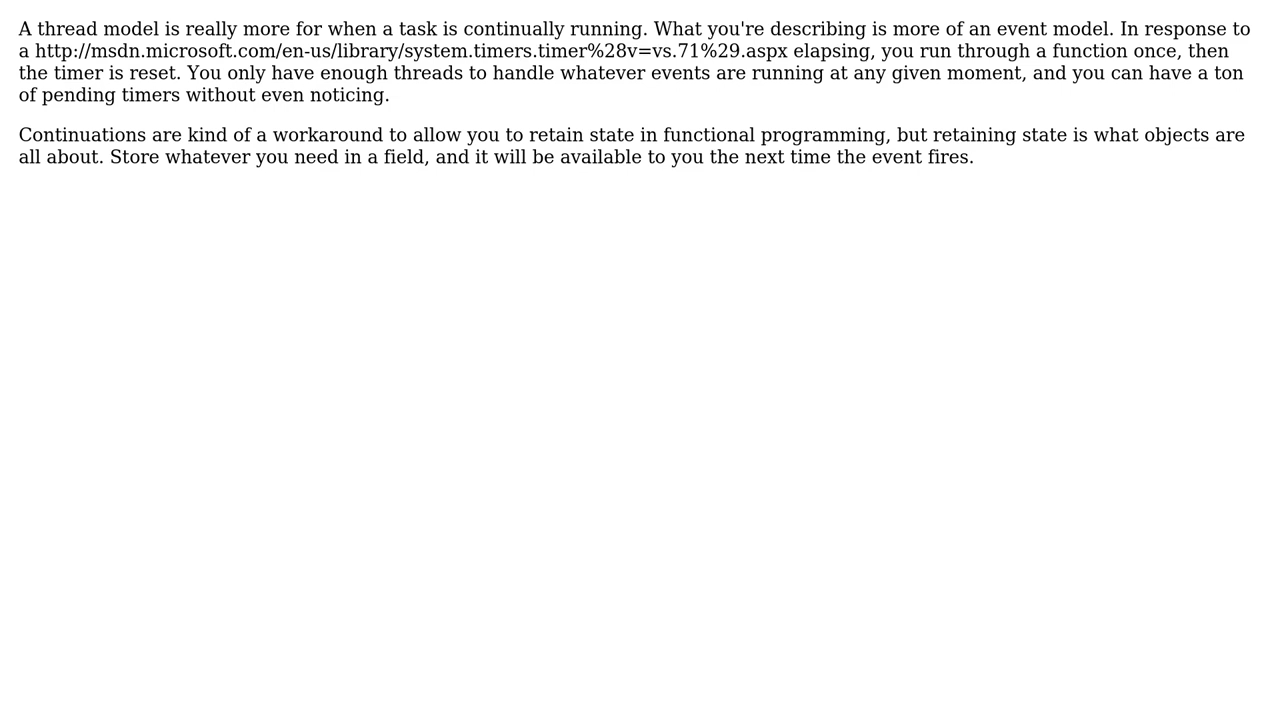 A thread model is really more for when a task is continually running. What you're describing is more of an event model. In response to
a http://msdn.microsoft.com/en-us/library/system.timers.timer%28v=vs.71%29.aspx elapsing, you run through a function once, then
the timer is reset. You only have enough threads to handle whatever events are running at any given moment, and you can have a ton
of pending timers without even noticing.
Continuations are kind of a workaround to allow you to retain state in functional programming, but retaining state is what objects are
all about. Store whatever you need in a field, and it will be available to you the next time the event fires.